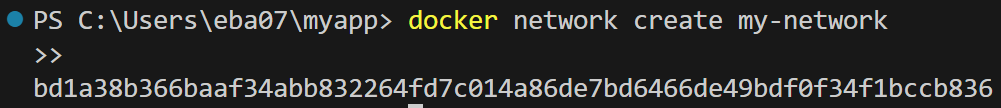 PS C:\Users\eba07\myapp> docker network create my-network
>>
bd1a38b366baaf34abb832264fd7c014a86de7bd6466de49bdf0f34f1bccb836